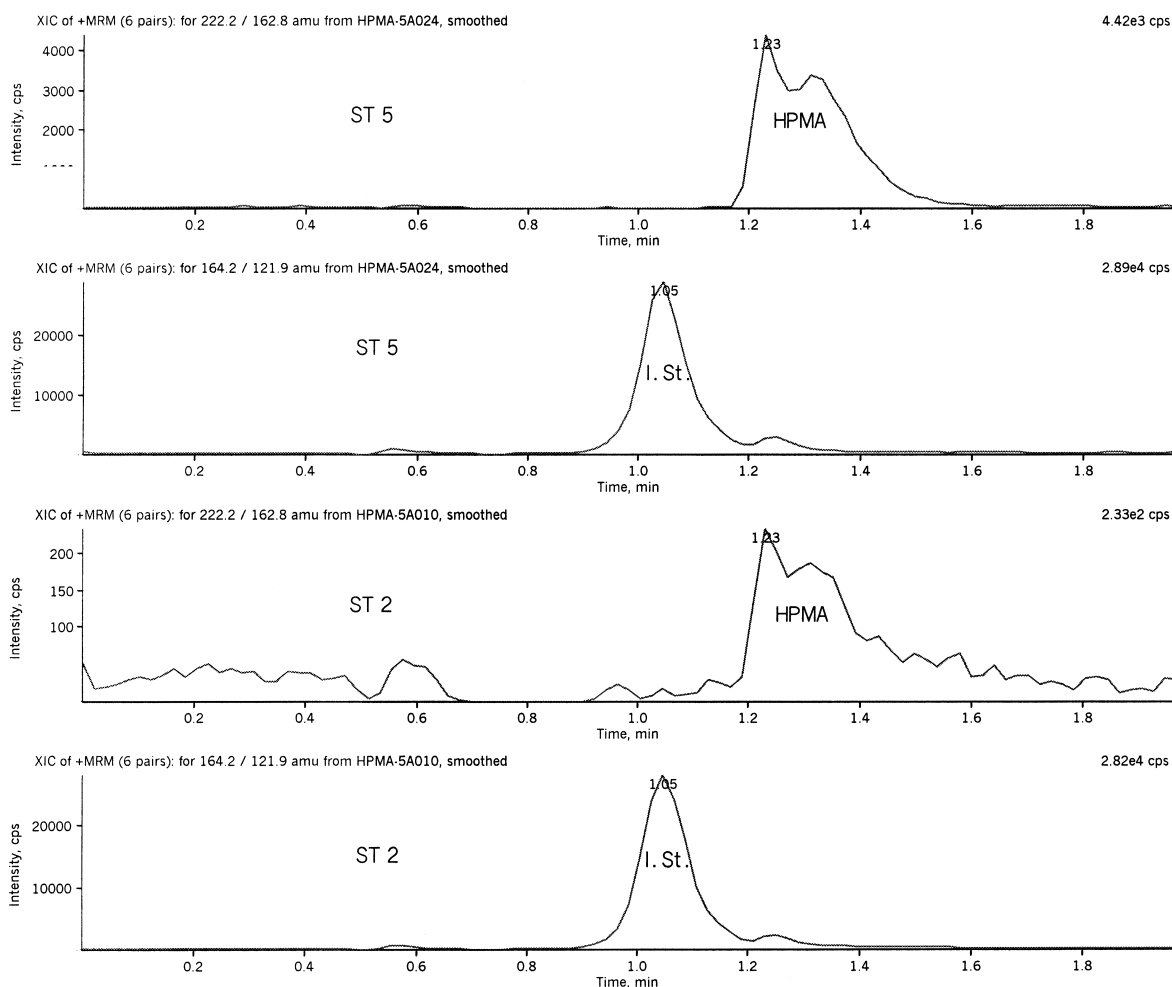 XIC of +MRM (6 pairs): for 222.2 / 162.8 amu from HPMA-5A024, smoothed 4.42e3 cps
4000
3000
2000
----
Intensity, cps
ST 5
1.23
HPMA
0.2 0.4 0.6 0.8 1.0 1.2 1.4 1.6 1.8
Time, min
XIC of +MRM (6 pairs): for 164.2 / 121.9 amu from HPMA-5A024, smoothed 2.89e4 cps
20000
10000
Intensity, cps
ST 5
1.05
I. St.
0.2 0.4 0.6 0.8 1.0 1.2 1.4 1.6 1.8
Time, min
XIC of +MRM (6 pairs): for 222.2 / 162.8 amu from HPMA-5A010, smoothed 2.33e2 cps
200
150
100
Intensity, cps
ST 2
1.23
HPMA
0.2 0.4 0.6 0.8 1.0 1.2 1.4 1.6 1.8
Time, min
XIC of +MRM (6 pairs): for 164.2 / 121.9 amu from HPMA-5A010, smoothed 2.82e4 cps
20000
10000
Intensity, cps
ST 2
1.05
I. St.
0.2 0.4 0.6 0.8 1.0 1.2 1.4 1.6 1.8
Time, min